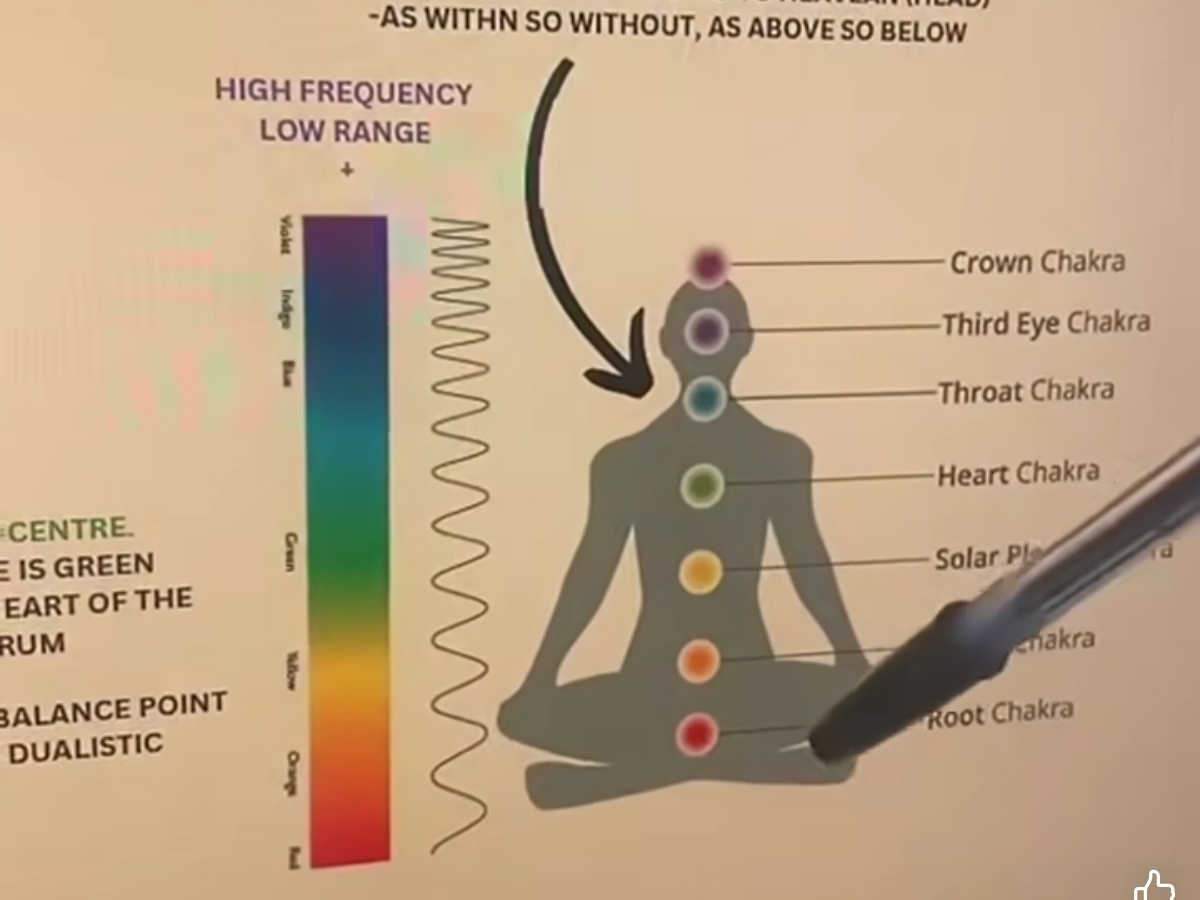 (HEAD)
-AS WITHN SO WITHOUT, AS ABOVE SO BELOW
HIGH FREQUENCY
LOW RANGE
+
Violet
Indigo
Blue
Green
Yellow
Orange
Red
Crown Chakra
Third Eye Chakra
Throat Chakra
Heart Chakra
Solar
Chakra
Root Chakra
=CENTRE.
E IS GREEN
EART OF THE
RUM
BALANCE POINT
DUALISTIC